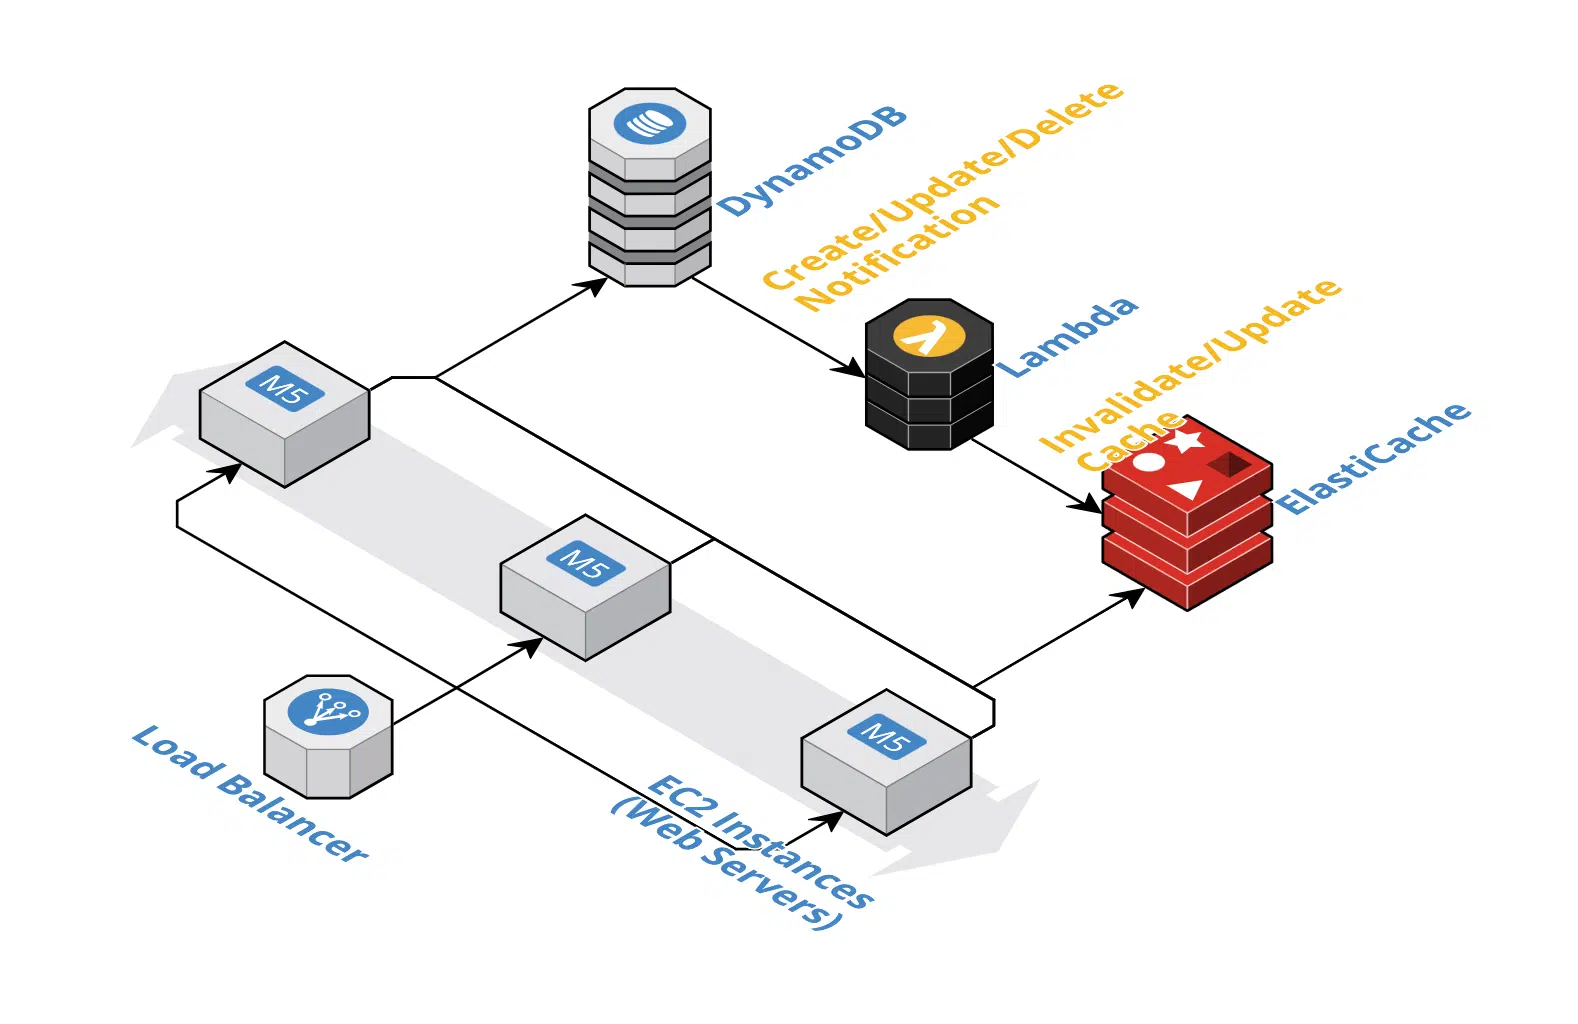 DynamoDB
Create/Update/Delete
Notification
Lambda
Invalidate/Update
Cache
ElastiCache
M5
M5
M5
Load Balancer
EC2 Instances
(Web Servers)